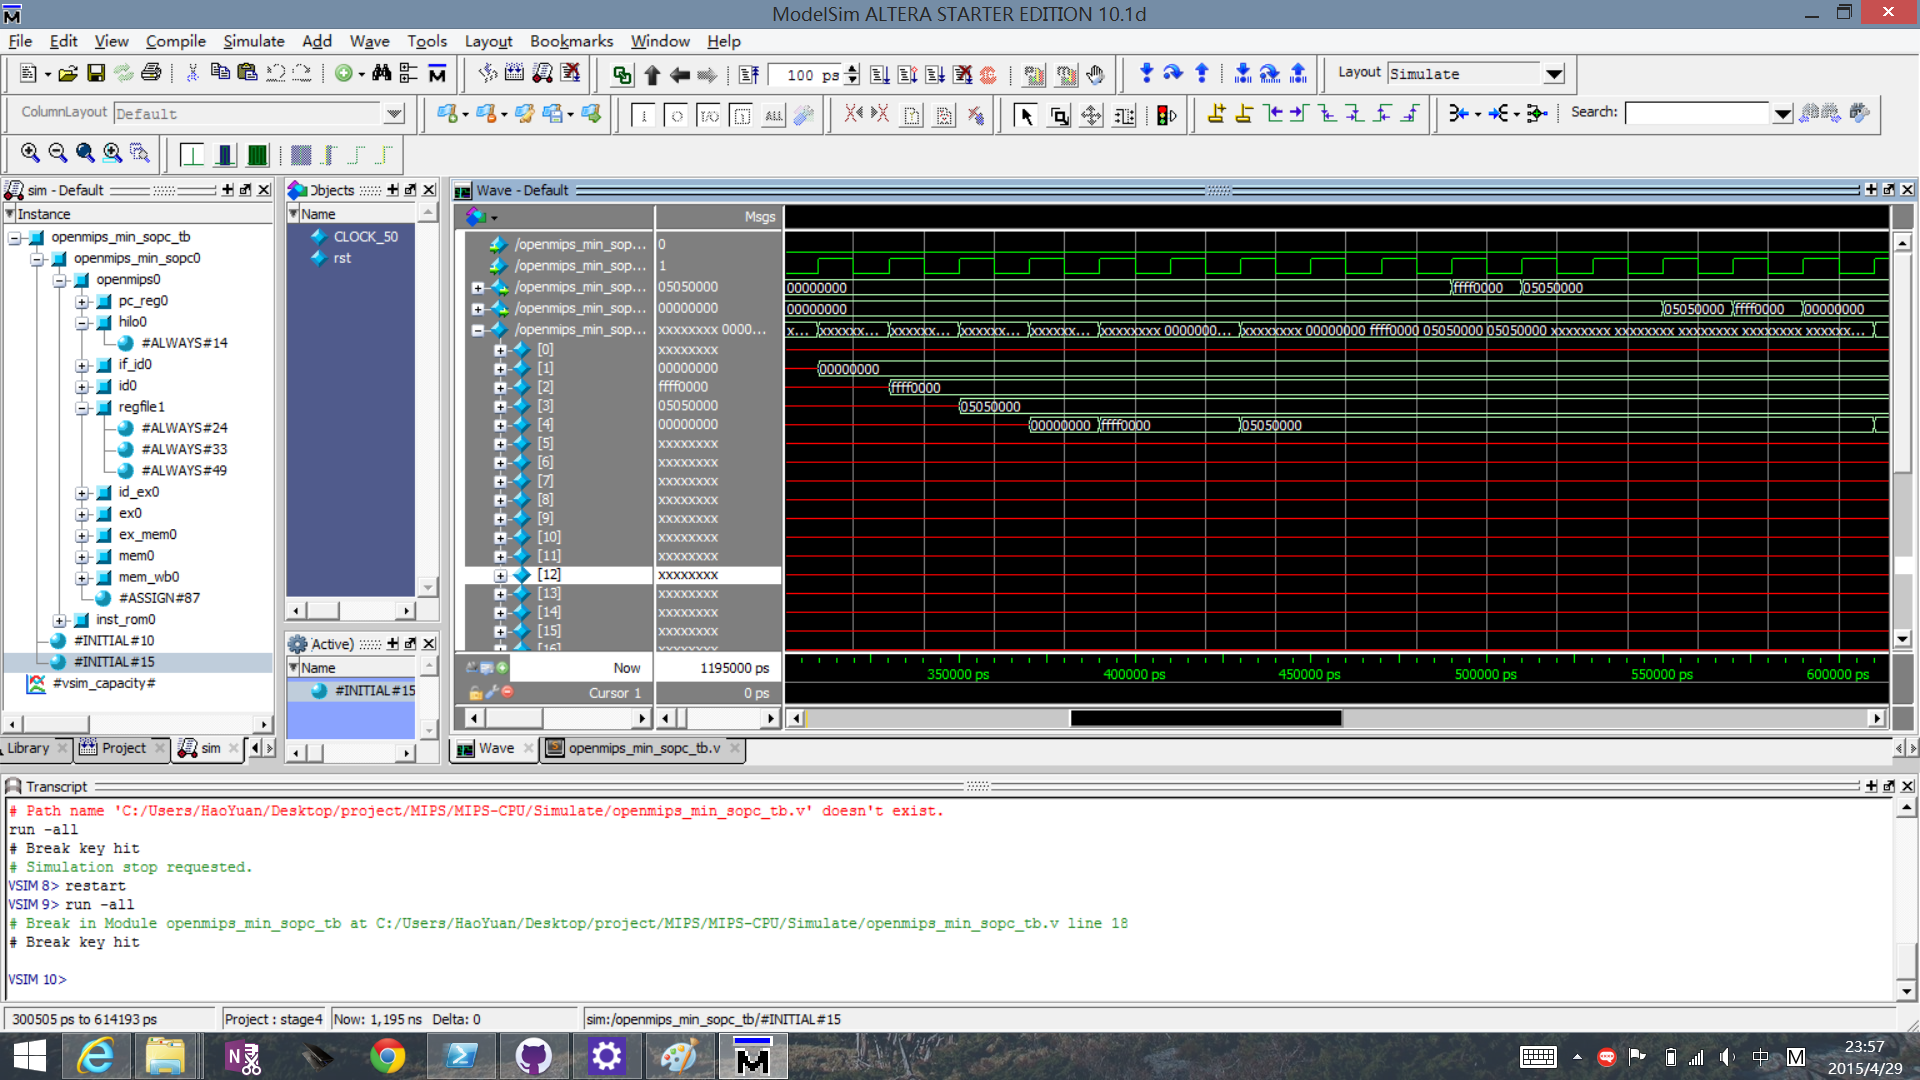 ModelSim ALTERA STARTER EDITION 10.1d
File Edit View Compile Simulate Add Wave Tools Layout Bookmarks Window Help
100 ps
Layout Simulate
ColumnLayout Default
ALL
Search:
sim - Default
Instance
openmips_min_sopc_tb
openmips_min_sopc0
openmips0
pc_reg0
hilo0
#ALWAYS#14
if_id0
id0
regfile1
#ALWAYS#24
#ALWAYS#33
#ALWAYS#49
id_ex0
ex0
ex_mem0
mem0
mem_wb0
#ASSIGN#87
inst_rom0
#INITIAL#10
#INITIAL#15
#vsim_capacity#
Library Project sim
Objects
Name
CLOCK_50
rst
Active)
Name
#INITIAL#15
Wave - Default
Msgs
/openmips_min_sop... 0
/openmips_min_sop... 1
/openmips_min_sop... 05050000 00000000 ffff0000 05050000
/openmips_min_sop... 00000000 00000000 05050000 ffff0000 00000000
/openmips_min_sop... xxxxxxxx 0000... x... xxxxxx... xxxxxx... xxxxxx... xxxxxx... xxxxxxxx 0000000... xxxxxxxx 00000000 ffff0000 05050000 05050000 xxxxxxxx xxxxxxxx xxxxxxxx xxxxxxxx xxxxxx...
[0] xxxxxxxx
[1] 00000000 00000000
[2] ffff0000 ffff0000
[3] 05050000 05050000
[4] 00000000 00000000 ffff0000 05050000
[5] xxxxxxxx
[6] xxxxxxxx
[7] xxxxxxxx
[8] xxxxxxxx
[9] xxxxxxxx
[10] xxxxxxxx
[11] xxxxxxxx
[12] xxxxxxxx
[13] xxxxxxxx
[14] xxxxxxxx
[15] xxxxxxxx
Now 1195000 ps
Cursor 1 0 ps
350000 ps 400000 ps 450000 ps 500000 ps 550000 ps 600000 ps
Wave openmips_min_sopc_tb.v
Transcript
# Path name 'C:/Users/HaoYuan/Desktop/project/MIPS/MIPS-CPU/Simulate/openmips_min_sopc_tb.v' doesn't exist.
run -all
# Break key hit
# Simulation stop requested.
VSIM 8> restart
VSIM 9> run -all
# Break in Module openmips_min_sopc_tb at C:/Users/HaoYuan/Desktop/project/MIPS/MIPS-CPU/Simulate/openmips_min_sopc_tb.v line 18
# Break key hit
VSIM 10>
300505 ps to 614193 ps Project : stage4 Now: 1,195 ns Delta: 0 sim:/openmips_min_sopc_tb/#INITIAL#15
中 M
23:57
2015/4/29